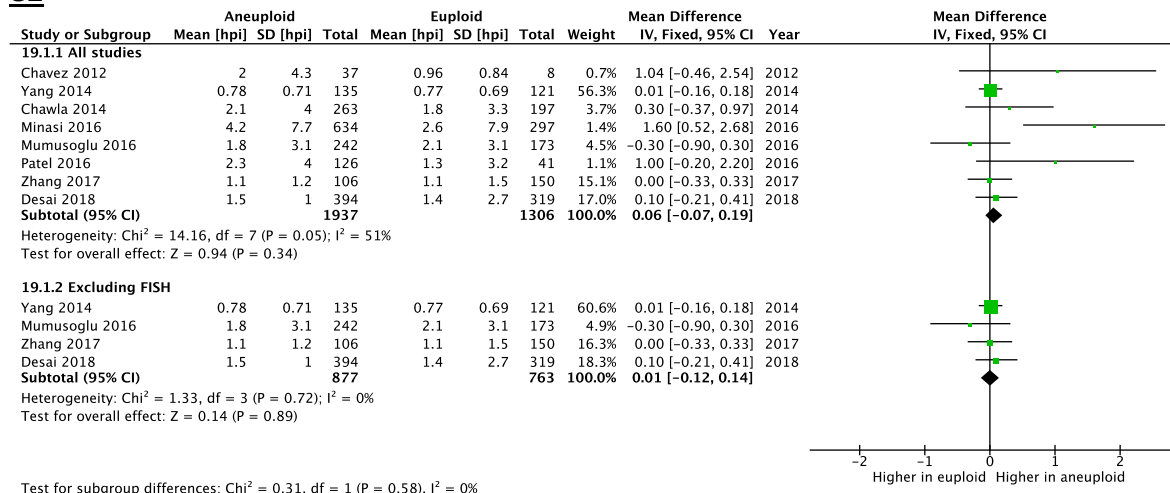 Aneuploid Euploid Mean Difference Mean Difference
Study or Subgroup Mean [hpi] SD [hpi] Total Mean [hpi] SD [hpi] Total Weight IV, Fixed, 95% CI Year IV, Fixed, 95% CI
19.1.1 All studies
Chavez 2012 2 4.3 37 0.96 0.84 8 0.7% 1.04 [-0.46, 2.54] 2012
Yang 2014 0.78 0.71 135 0.77 0.69 121 56.3% 0.01 [-0.16, 0.18] 2014
Chawla 2014 2.1 4 263 1.8 3.3 197 3.7% 0.30 [-0.37, 0.97] 2014
Minasi 2016 4.2 7.7 634 2.6 7.9 297 1.4% 1.60 [0.52, 2.68] 2016
Mumusoglu 2016 1.8 3.1 242 2.1 3.1 173 4.5% -0.30 [-0.90, 0.30] 2016
Patel 2016 2.3 4 126 1.3 3.2 41 1.1% 1.00 [-0.20, 2.20] 2016
Zhang 2017 1.1 1.2 106 1.1 1.5 150 15.1% 0.00 [-0.33, 0.33] 2017
Desai 2018 1.5 1 394 1.4 2.7 319 17.0% 0.10 [-0.21, 0.41] 2018
Subtotal (95% CI) 1937 1306 100.0% 0.06 [-0.07, 0.19]
Heterogeneity: Chi² = 14.16, df = 7 (P = 0.05); I² = 51%
Test for overall effect: Z = 0.94 (P = 0.34)
19.1.2 Excluding FISH
Yang 2014 0.78 0.71 135 0.77 0.69 121 60.6% 0.01 [-0.16, 0.18] 2014
Mumusoglu 2016 1.8 3.1 242 2.1 3.1 173 4.9% -0.30 [-0.90, 0.30] 2016
Zhang 2017 1.1 1.2 106 1.1 1.5 150 16.3% 0.00 [-0.33, 0.33] 2017
Desai 2018 1.5 1 394 1.4 2.7 319 18.3% 0.10 [-0.21, 0.41] 2018
Subtotal (95% CI) 877 763 100.0% 0.01 [-0.12, 0.14]
Heterogeneity: Chi² = 1.33, df = 3 (P = 0.72); I² = 0%
Test for overall effect: Z = 0.14 (P = 0.89)
-2 -1 0 1 2
Higher in euploid Higher in aneuploid
Test for subgroup differences: Chi² = 0.31, df = 1 (P = 0.58), I² = 0%